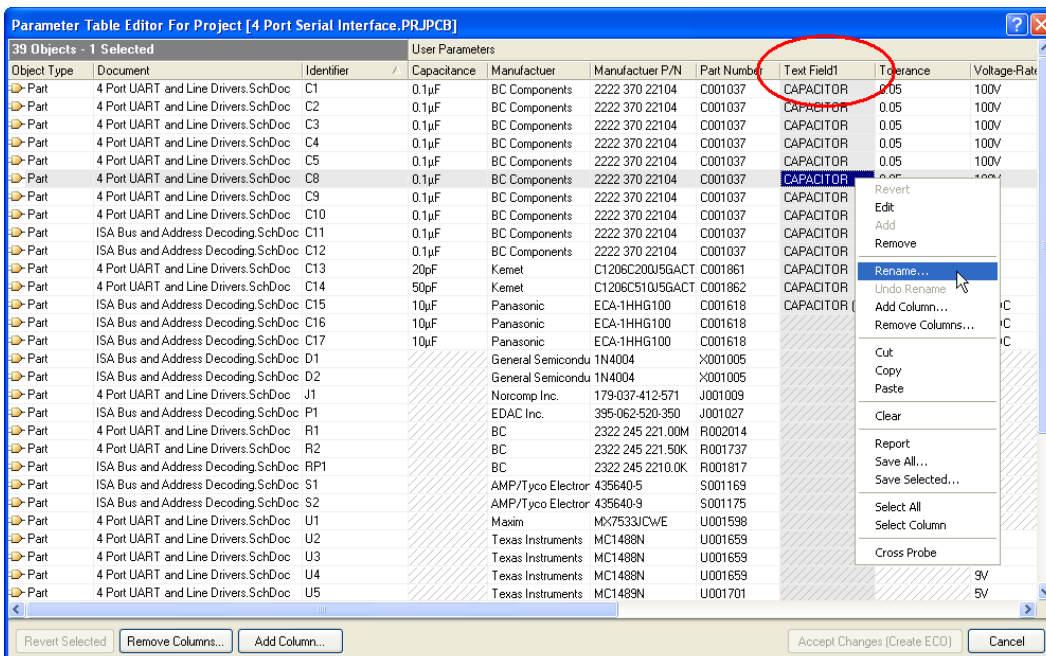 Parameter Table Editor For Project [4 Port Serial Interface.PRJPCB]
39 Objects - 1 Selected User Parameters
Object Type Document Identifier Capacitance Manufactuer Manufactuer P/N Part Number Text Field1 Tolerance Voltage-Rate
Part 4 Port UART and Line Drivers.SchDoc C1 0.1µF BC Components 2222 370 22104 C001037 CAPACITOR 0.05 100V
Part 4 Port UART and Line Drivers.SchDoc C2 0.1µF BC Components 2222 370 22104 C001037 CAPACITOR 0.05 100V
Part 4 Port UART and Line Drivers.SchDoc C3 0.1µF BC Components 2222 370 22104 C001037 CAPACITOR 0.05 100V
Part 4 Port UART and Line Drivers.SchDoc C4 0.1µF BC Components 2222 370 22104 C001037 CAPACITOR 0.05 100V
Part 4 Port UART and Line Drivers.SchDoc C5 0.1µF BC Components 2222 370 22104 C001037 CAPACITOR 0.05 100V
Part 4 Port UART and Line Drivers.SchDoc C8 0.1µF BC Components 2222 370 22104 C001037 CAPACITOR
Part 4 Port UART and Line Drivers.SchDoc C9 0.1µF BC Components 2222 370 22104 C001037 CAPACITOR
Part 4 Port UART and Line Drivers.SchDoc C10 0.1µF BC Components 2222 370 22104 C001037 CAPACITOR
Part ISA Bus and Address Decoding.SchDoc C11 0.1µF BC Components 2222 370 22104 C001037 CAPACITOR
Part ISA Bus and Address Decoding.SchDoc C12 0.1µF BC Components 2222 370 22104 C001037 CAPACITOR
Part 4 Port UART and Line Drivers.SchDoc C13 20pF Kemet C1206C200J5GACT C001861 CAPACITOR
Part 4 Port UART and Line Drivers.SchDoc C14 50pF Kemet C1206C510J5GACT C001862 CAPACITOR
Part ISA Bus and Address Decoding.SchDoc C15 10µF Panasonic ECA-1HHG100 C001618 CAPACITOR ( C
Part ISA Bus and Address Decoding.SchDoc C16 10µF Panasonic ECA-1HHG100 C001618 C
Part ISA Bus and Address Decoding.SchDoc C17 10µF Panasonic ECA-1HHG100 C001618 C
Part ISA Bus and Address Decoding.SchDoc D1 General Semicondu 1N4004 X001005
Part ISA Bus and Address Decoding.SchDoc D2 General Semicondu 1N4004 X001005
Part 4 Port UART and Line Drivers.SchDoc J1 Norcomp Inc. 179-037-412-571 J001009
Part ISA Bus and Address Decoding.SchDoc P1 EDAC Inc. 395-062-520-350 J001027
Part 4 Port UART and Line Drivers.SchDoc R1 BC 2322 245 221.00M R002014
Part 4 Port UART and Line Drivers.SchDoc R2 BC 2322 245 221.50K R001737
Part ISA Bus and Address Decoding.SchDoc RP1 BC 2322 245 2210.0K R001817
Part ISA Bus and Address Decoding.SchDoc S1 AMP/Tyco Electror 435640-5 S001169
Part ISA Bus and Address Decoding.SchDoc S2 AMP/Tyco Electror 435640-9 S001175
Part 4 Port UART and Line Drivers.SchDoc U1 Maxim MX7533JCWE U001598
Part 4 Port UART and Line Drivers.SchDoc U2 Texas Instruments MC1488N U001659
Part 4 Port UART and Line Drivers.SchDoc U3 Texas Instruments MC1488N U001659
Part 4 Port UART and Line Drivers.SchDoc U4 Texas Instruments MC1488N U001659 9V
Part 4 Port UART and Line Drivers.SchDoc U5 Texas Instruments MC1489N U001701 5V
Revert
Edit
Add
Remove
Rename...
Undo Rename
Add Column...
Remove Columns...
Cut
Copy
Paste
Clear
Report
Save All...
Save Selected...
Select All
Select Column
Cross Probe
Revert Selected Remove Columns... Add Column... Accept Changes (Create ECO) Cancel